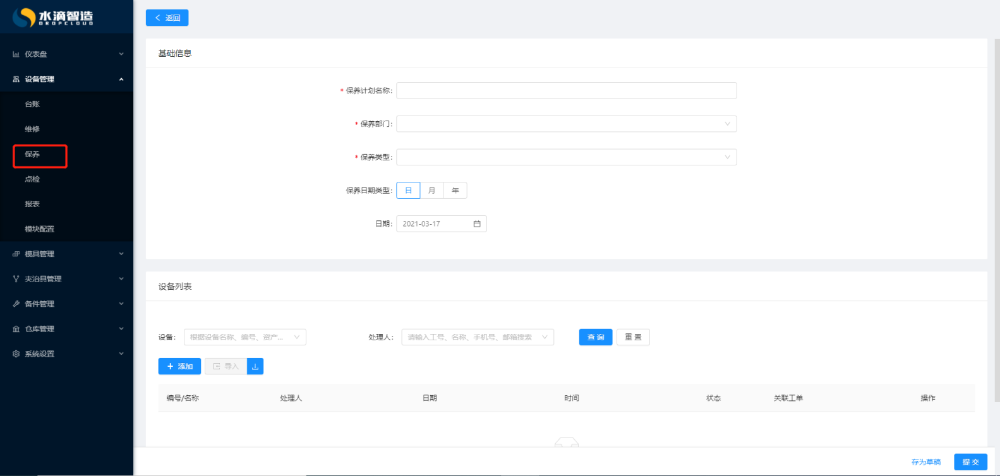 水滴智造
DROPCLOUD
仪表盘
设备管理
台账
维修
保养
点检
报表
模块配置
模具管理
夹治具管理
备件管理
仓库管理
系统设置
返回
基础信息
* 保养计划名称:
* 保养部门:
* 保养类型:
保养日期类型: 日 月 年
日期: 2021-03-17
设备列表
设备: 根据设备名称、编号、资产... 处理人: 请输入工号、名称、手机号、邮箱搜索 查询 重置
+ 添加 导入
编号/名称 处理人 日期 时间 状态 关联工单 操作
存为草稿 提交